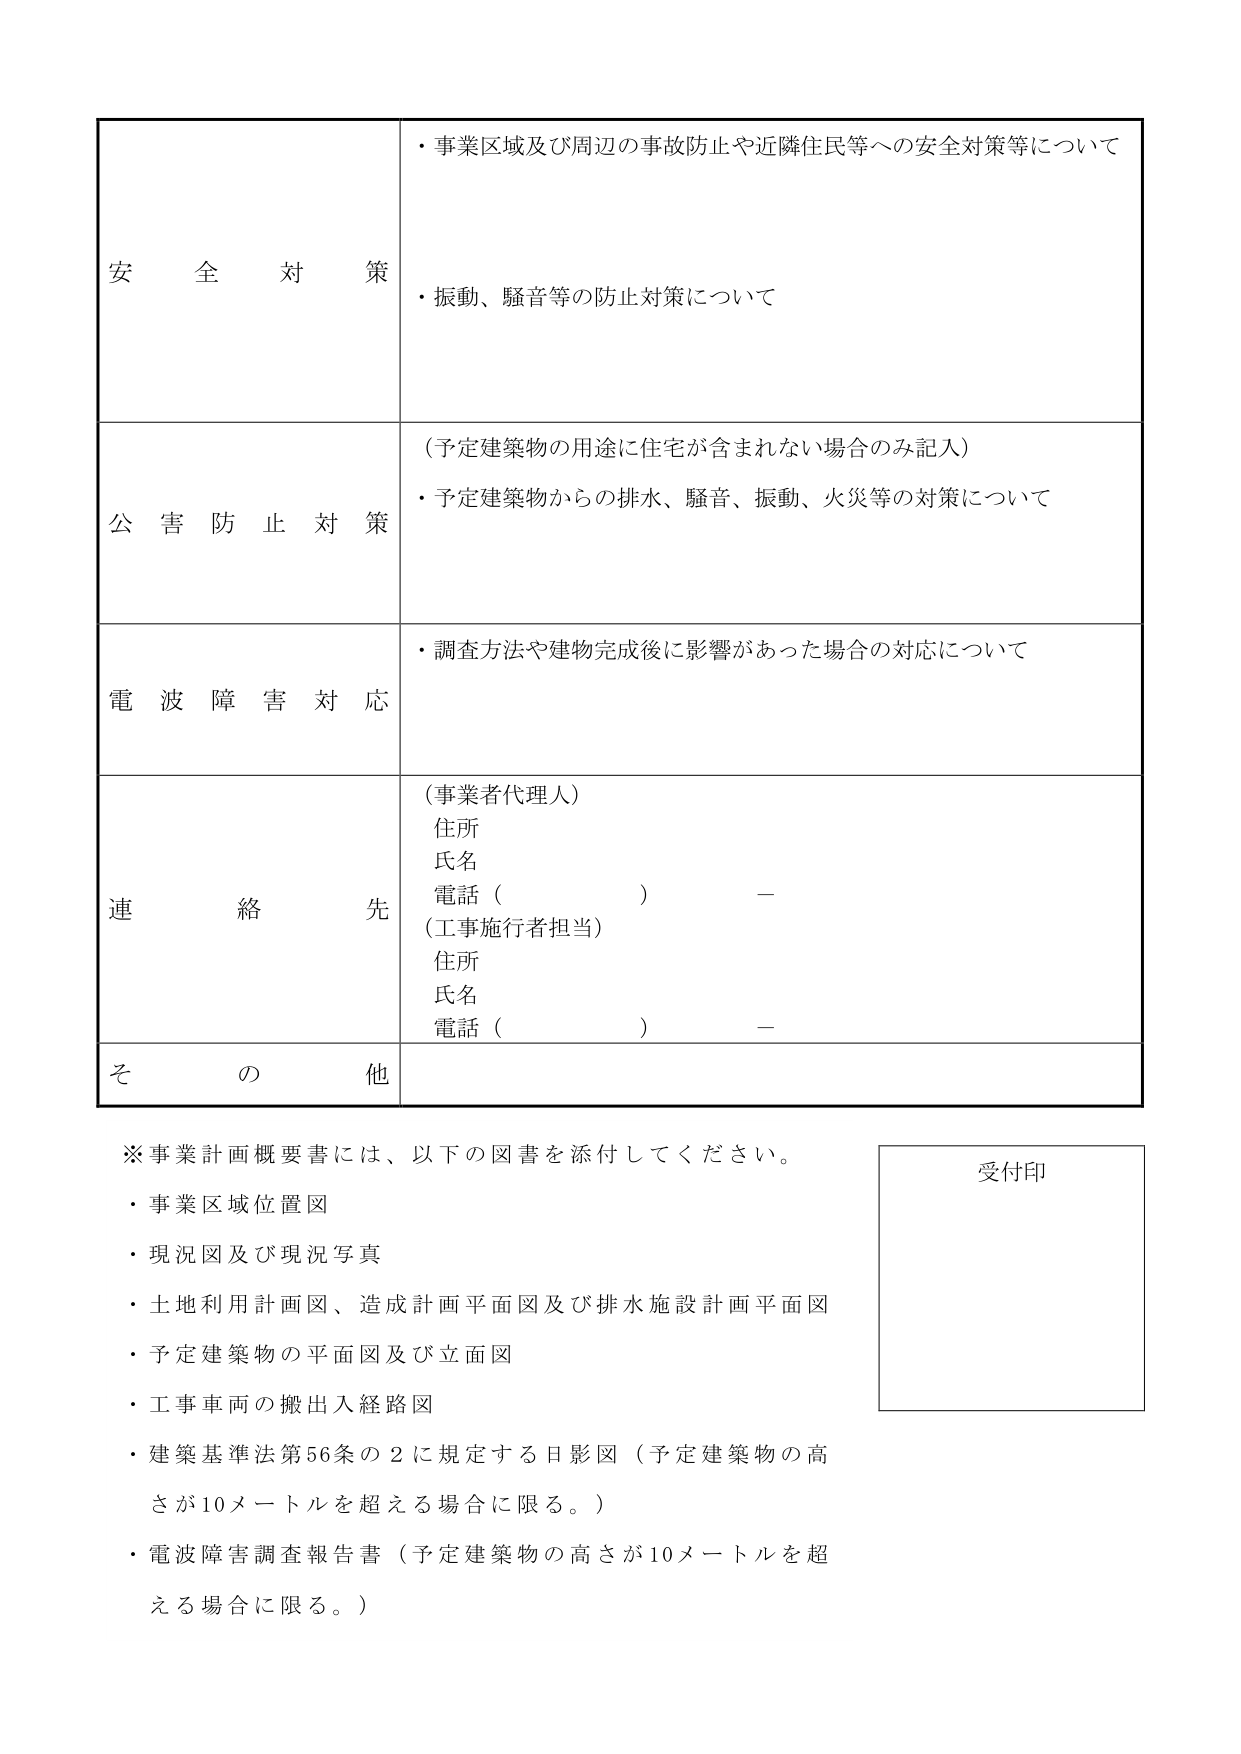 安全対策
・事業区域及び周辺の事故防止や近隣住民等への安全対策等について
・振動、騒音等の防止対策について
公害防止対策
（予定建築物の用途に住宅が含まれない場合のみ記入）
・予定建築物からの排水、騒音、振動、火災等の対策について
電波障害対応
・調査方法や建物完成後に影響があった場合の対応について
連絡先
（事業者代理人）
住所
氏名
電話（　　　　　　）　　　　　－
（工事施行者担当）
住所
氏名
電話（　　　　　　）　　　　　－
その他
※事業計画概要書には、以下の図書を添付してください。
・事業区域位置図
・現況図及び現況写真
・土地利用計画図、造成計画平面図及び排水施設計画平面図
・予定建築物の平面図及び立面図
・工事車両の搬出入経路図
・建築基準法第56条の２に規定する日影図（予定建築物の高
さが10メートルを超える場合に限る。）
・電波障害調査報告書（予定建築物の高さが10メートルを超
える場合に限る。）
受付印